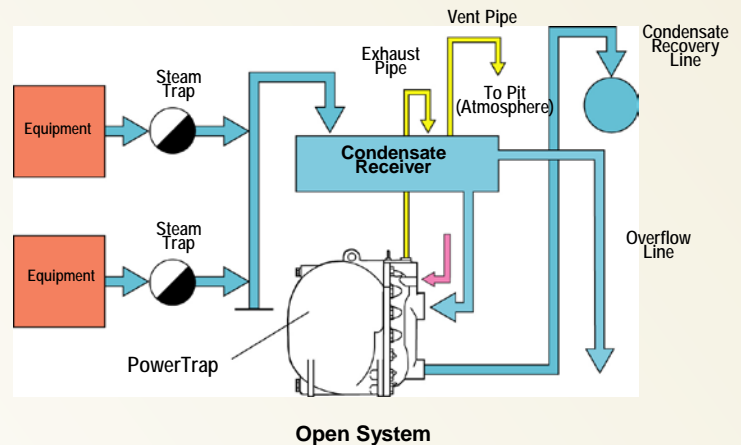 Vent Pipe
Condensate
Recovery
Line
Exhaust
Pipe
Steam
Trap
To Pit
(Atmosphere)
Equipment
Condensate
Receiver
Steam
Trap
Overflow
Line
Equipment
PowerTrap
Open System